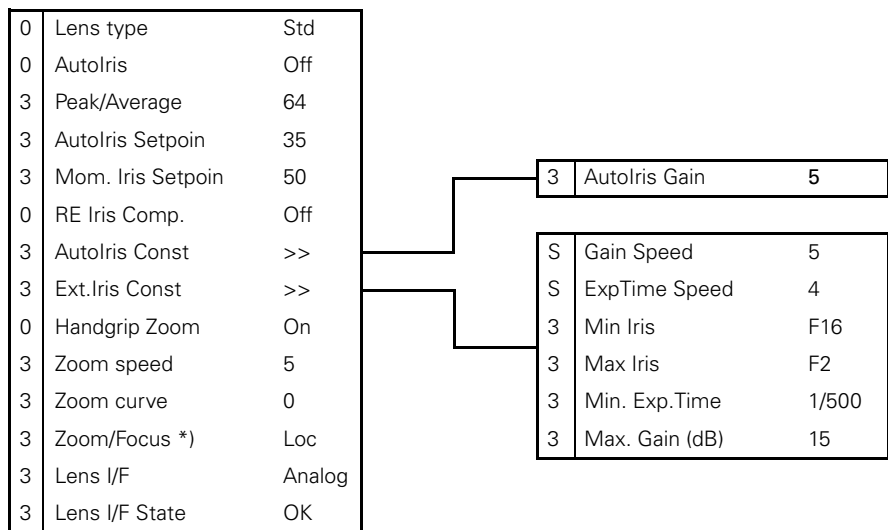 0 Lens type Std
0 AutoIris Off
3 Peak/Average 64
3 AutoIris Setpoin 35
3 Mom. Iris Setpoin 50
0 RE Iris Comp. Off
3 AutoIris Const >>
3 Ext.Iris Const >>
0 Handgrip Zoom On
3 Zoom speed 5
3 Zoom curve 0
3 Zoom/Focus *) Loc
3 Lens I/F Analog
3 Lens I/F State OK
3 AutoIris Gain 5
S Gain Speed 5
S ExpTime Speed 4
3 Min Iris F16
3 Max Iris F2
3 Min. Exp.Time 1/500
3 Max. Gain (dB) 15